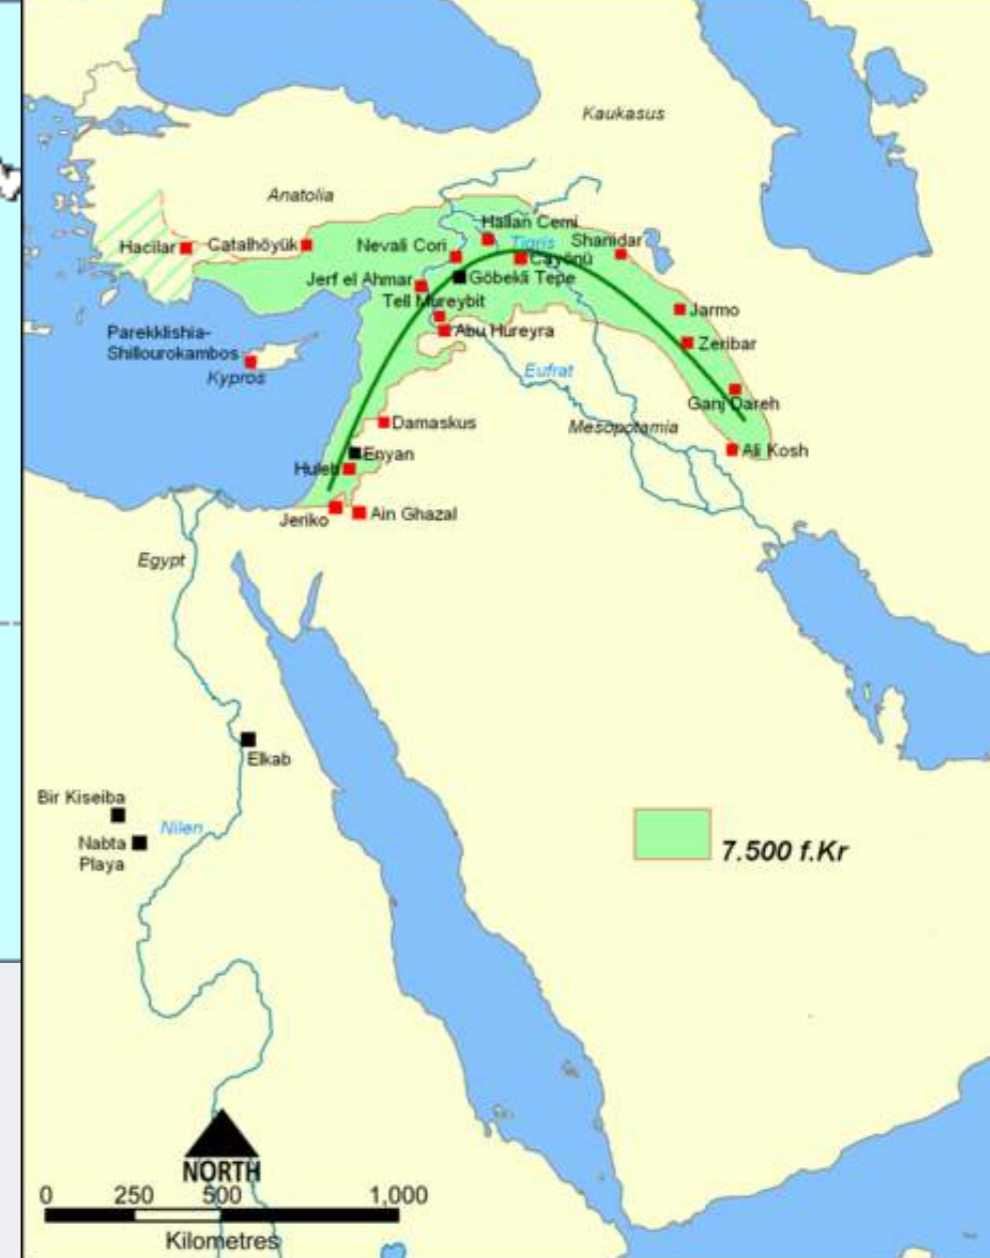 Kaukasus
Anatolia
Hallan Cemi
Hacilar
Catalhöyük
Nevali Cori
Tigris
Shanidar
Cayönü
Jerf el Ahmar
Göbekli Tepe
Tell Mureybit
Jarmo
Parekklishia-
Shillourokambos
Abu Hureyra
Zeribar
Kypros
Eufrat
Ganj Dareh
Damaskus
Mesopotamia
Enyan
Ali Kosh
Huleh
Jeriko
Ain Ghazal
Egypt
Elkab
Bir Kiseiba
Nilen
Nabta
Playa
7.500 f.Kr
NORTH
0 250 500 1,000
Kilometres